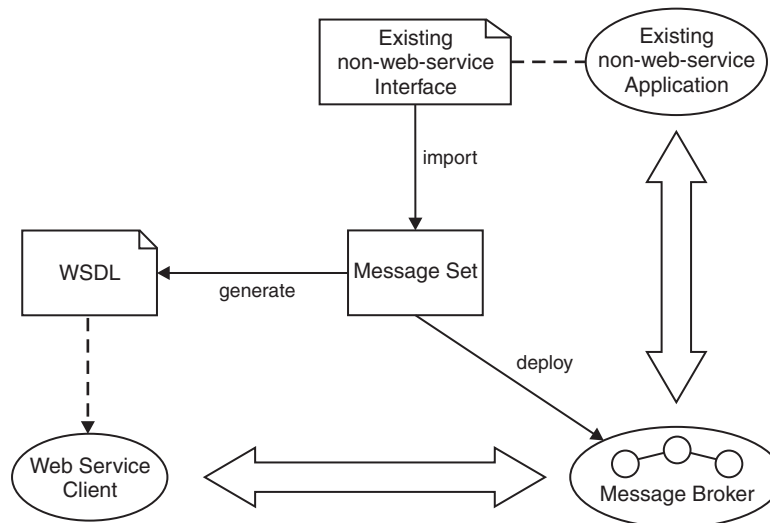 Existing
non-web-service
Interface
Existing
non-web-service
Application
import
WSDL
generate
Message Set
deploy
Web Service
Client
Message Broker